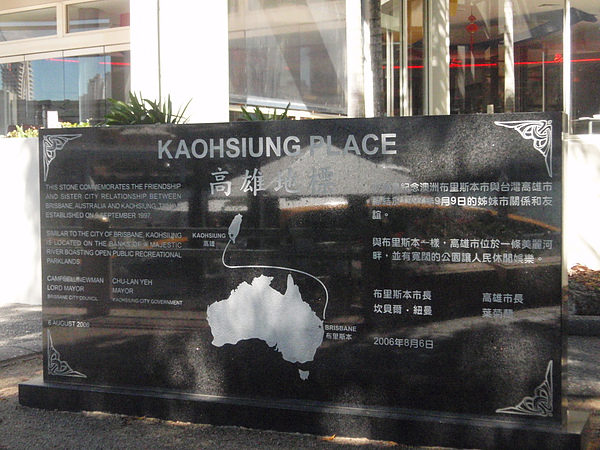 KAOHSIUNG PLACE
高雄地標
THIS STONE COMMEMORATES THE FRIENDSHIP
AND SISTER CITY RELATIONSHIP BETWEEN
BRISBANE AUSTRALIA AND KAOHSIUNG, TAIWAN
ESTABLISHED ON 9 SEPTEMBER 1997.
SIMILAR TO THE CITY OF BRISBANE, KAOHSIUNG
IS LOCATED ON THE BANKS OF A MAJESTIC
RIVER BOASTING OPEN PUBLIC RECREATIONAL
PARKLANDS.
CAMPBELL NEWMAN
LORD MAYOR
BRISBANE CITY COUNCIL
CHU-LAN YEH
MAYOR
KAOHSIUNG CITY GOVERNMENT
6 AUGUST 2006
KAOHSIUNG
高雄
BRISBANE
布里斯本
紀念澳洲布里斯本市與台灣高雄市
9月9日的姊妹市關係和友
誼。
與布里斯本一樣，高雄市位於一條美麗河
畔，並有寬闊的公園讓人民休閒娛樂。
布里斯本市長
坎貝爾·紐曼
高雄市長
葉菊蘭
2006年8月6日